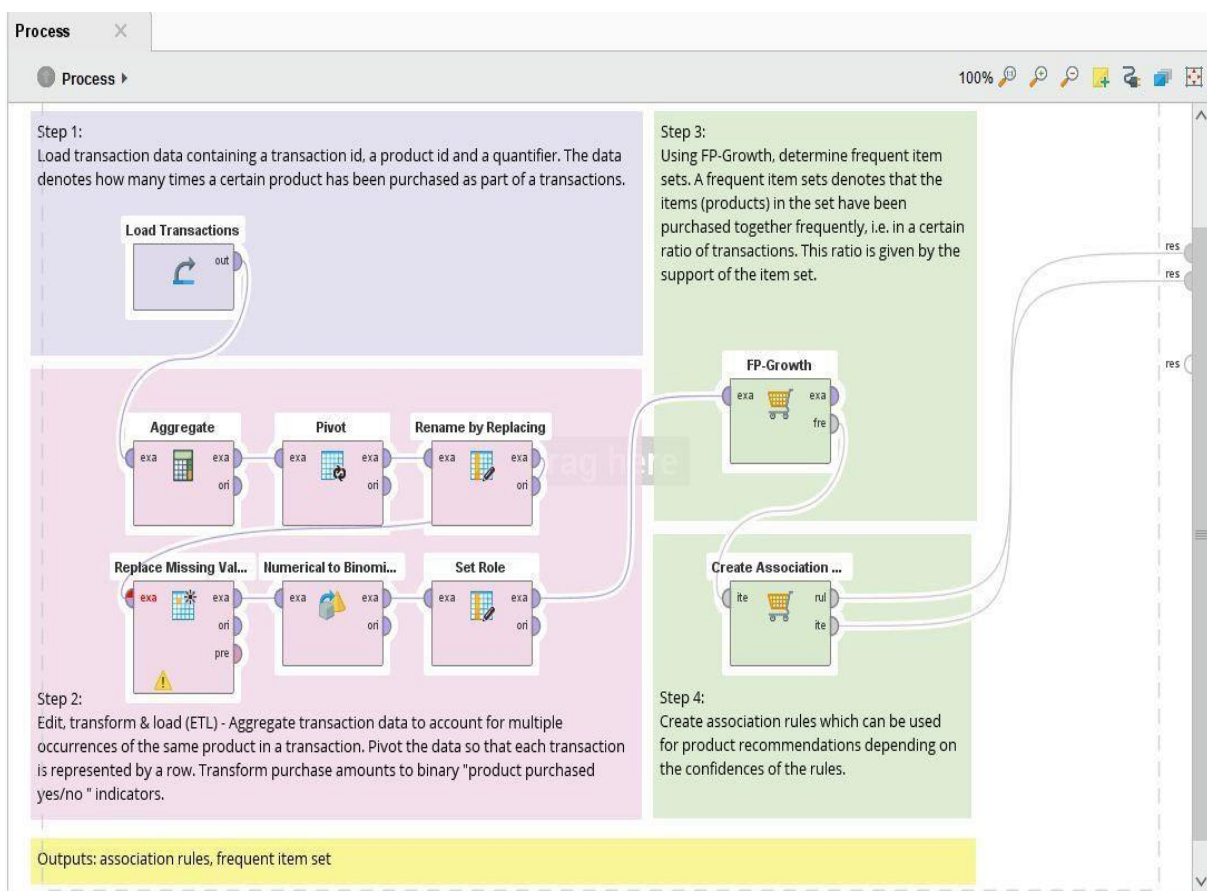 Process
Process
100%
Step 1:
Load transaction data containing a transaction id, a product id and a quantifier. The data
denotes how many times a certain product has been purchased as part of a transactions.
Load Transactions
out
Aggregate
exa
exa
ori
Pivot
exa
exa
ori
Rename by Replacing
exa
exa
ori
rag here
Replace Missing Val...
exa
exa
ori
pre
Numerical to Binomi...
exa
exa
ori
Set Role
exa
exa
ori
Step 2:
Edit, transform & load (ETL) - Aggregate transaction data to account for multiple
occurrences of the same product in a transaction. Pivot the data so that each transaction
is represented by a row. Transform purchase amounts to binary "product purchased
yes/no " indicators.
Step 3:
Using FP-Growth, determine frequent item
sets. A frequent item sets denotes that the
items (products) in the set have been
purchased together frequently, i.e. in a certain
ratio of transactions. This ratio is given by the
support of the item set.
FP-Growth
exa
exa
fre
Create Association ...
ite
rul
ite
Step 4:
Create association rules which can be used
for product recommendations depending on
the confidences of the rules.
res
res
res
Outputs: association rules, frequent item set